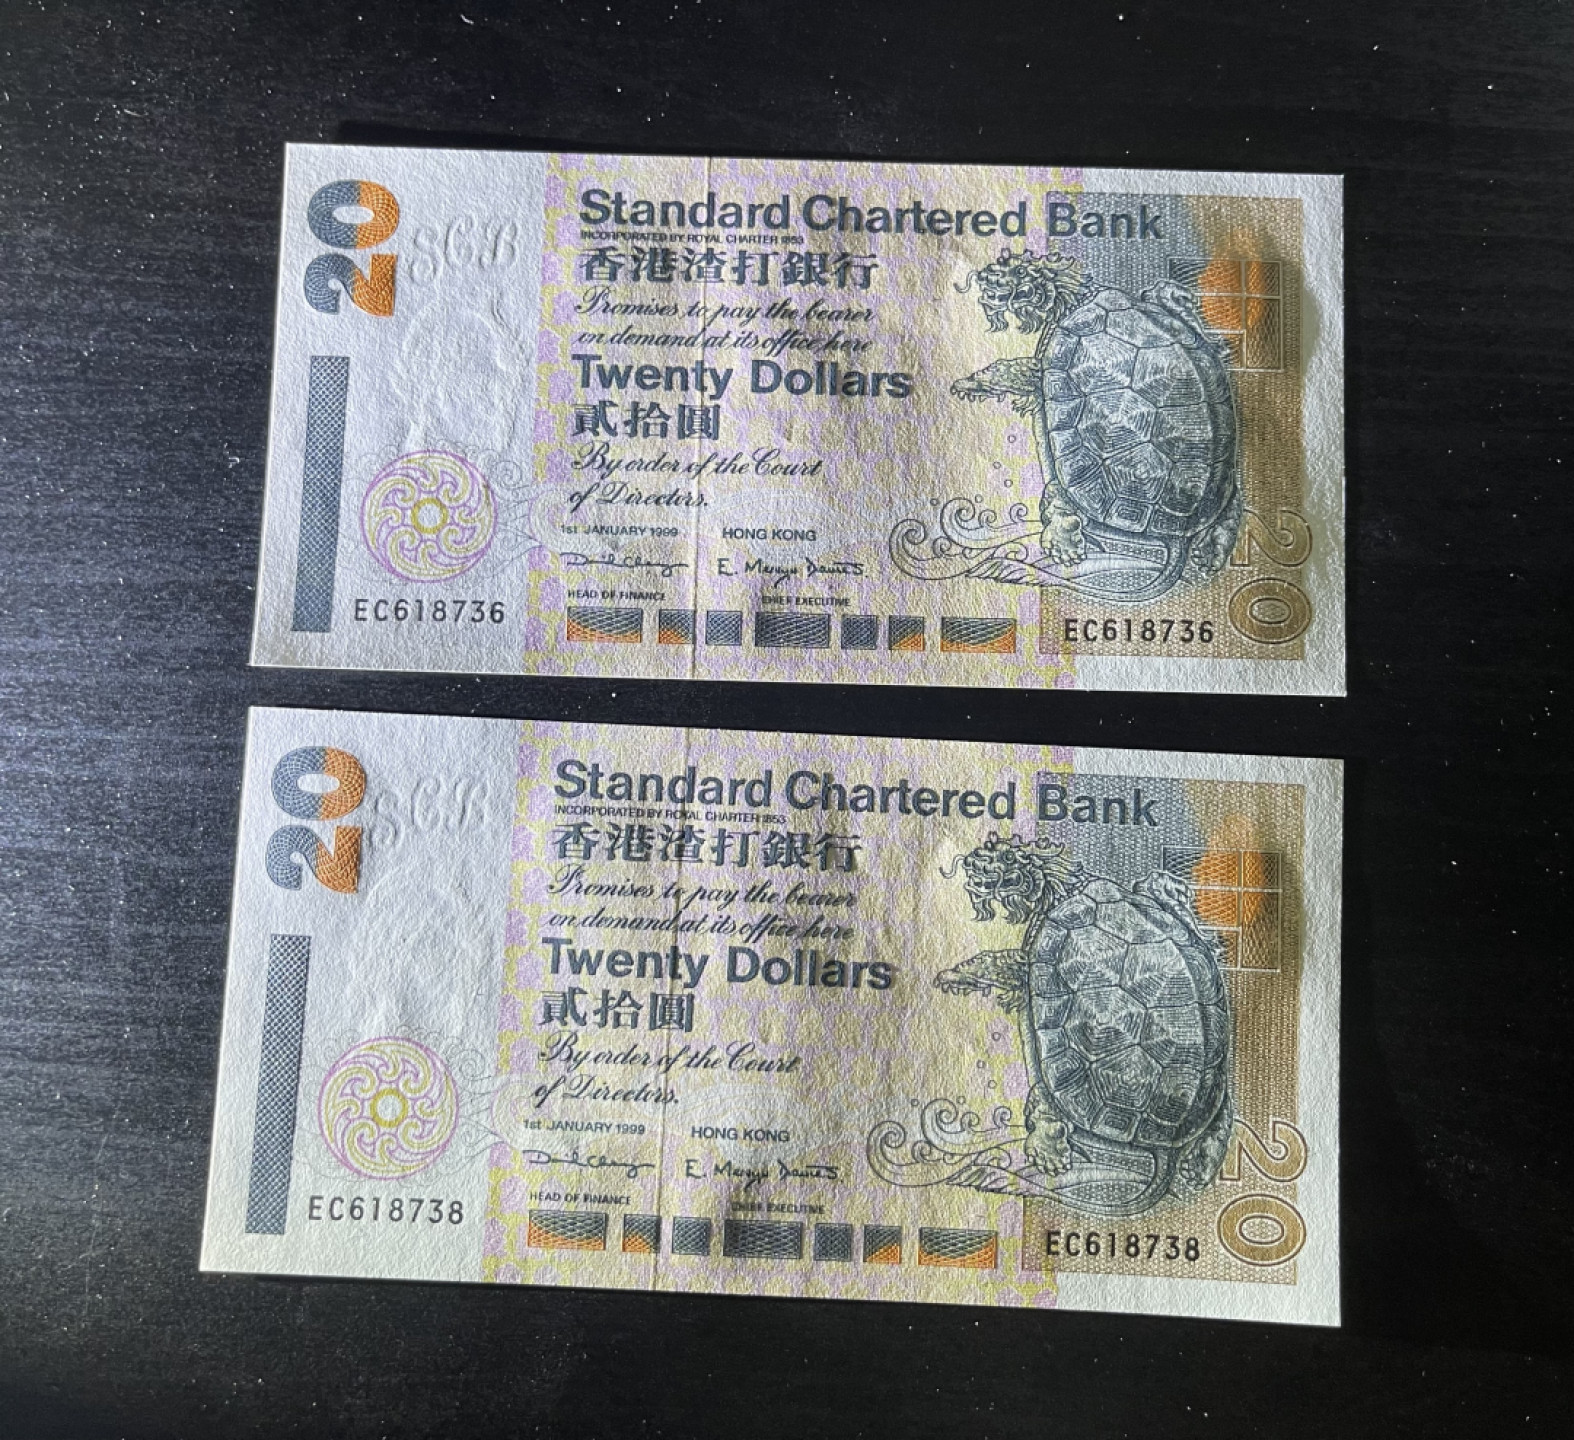 20
SCB
Standard Chartered Bank
INCORPORATED BY ROYAL CHARTER 1853
香港渣打銀行
Promises to pay the bearer
on demand at its office here
Twenty Dollars
貳拾圓
By order of the Court
of Directors.
1st JANUARY 1999 HONG KONG
E. Mervyn Davies
HEAD OF FINANCE CHIEF EXECUTIVE
EC618736
EC618736
20
20
SCB
Standard Chartered Bank
INCORPORATED BY ROYAL CHARTER 1853
香港渣打銀行
Promises to pay the bearer
on demand at its office here
Twenty Dollars
貳拾圓
By order of the Court
of Directors.
1st JANUARY 1999 HONG KONG
E. Mervyn Davies
HEAD OF FINANCE CHIEF EXECUTIVE
EC618738
EC618738
20